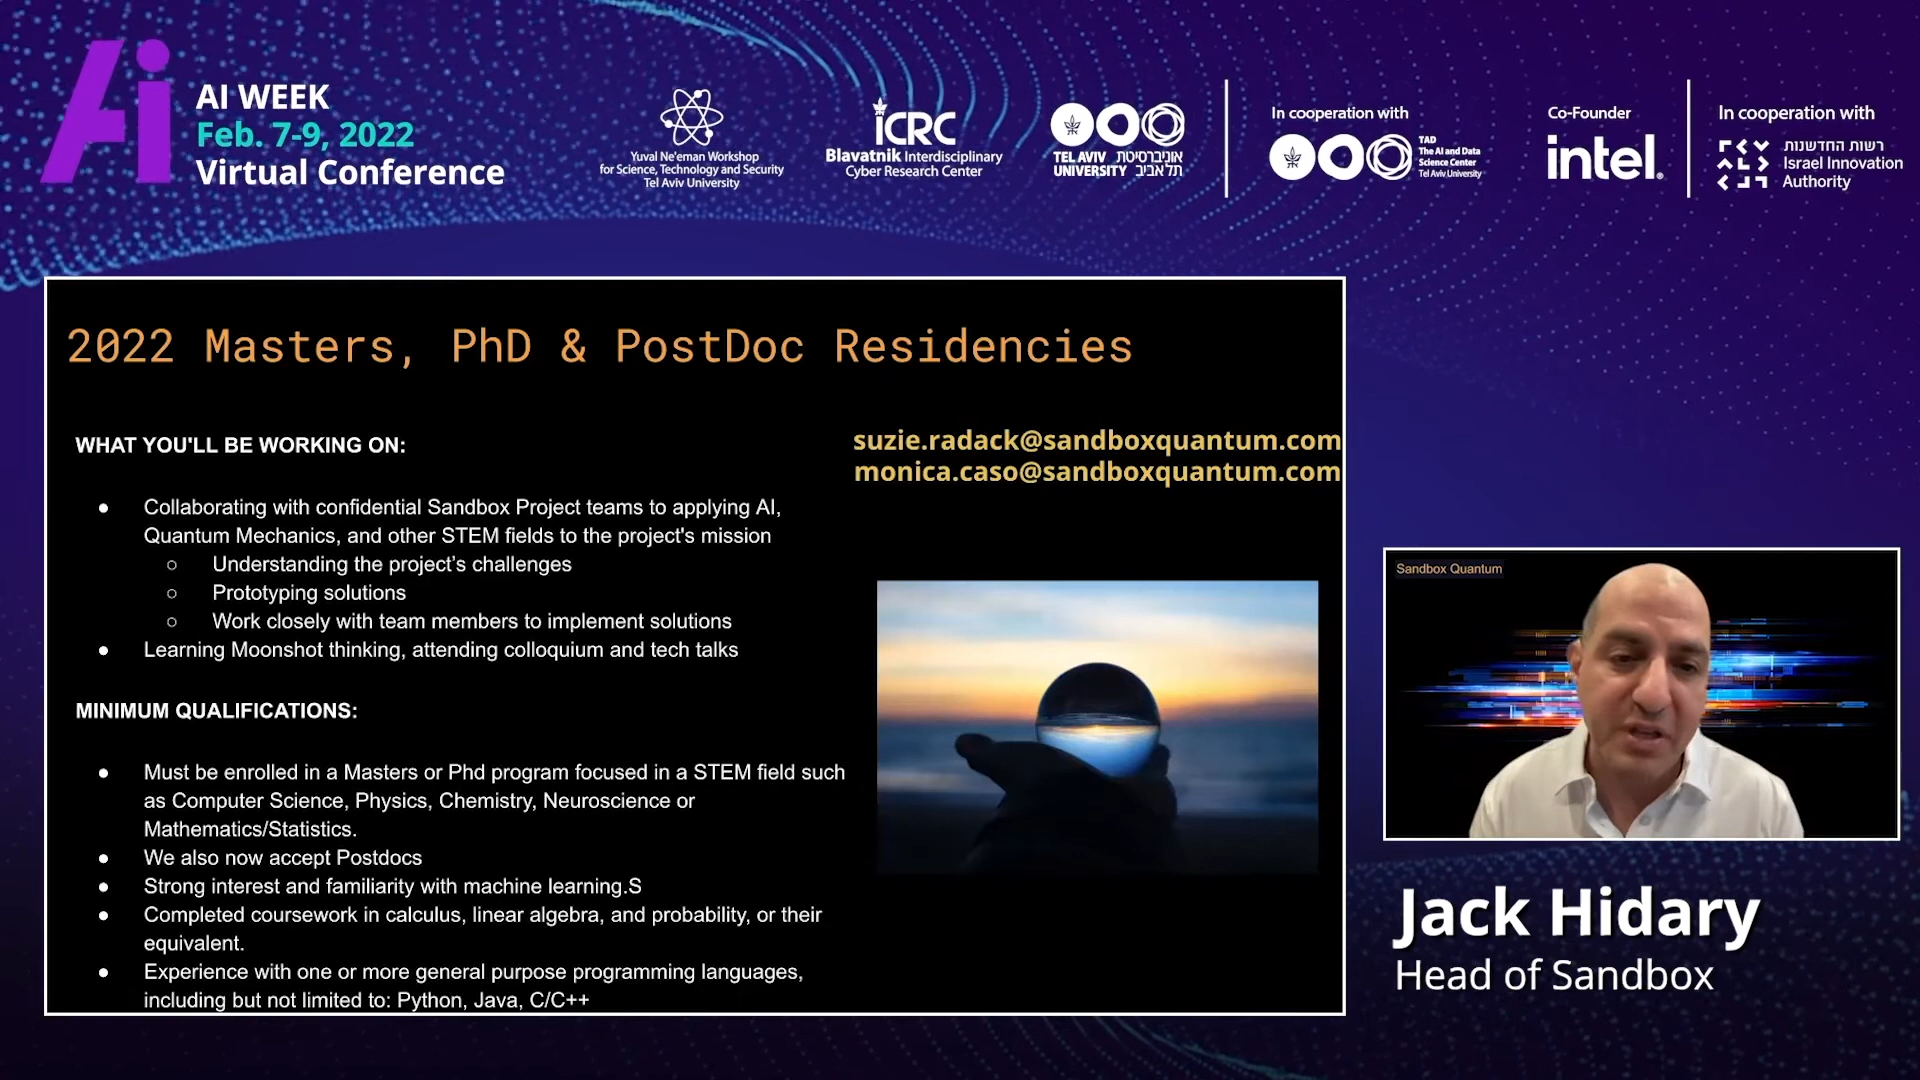 Ai
AI WEEK
Feb. 7-9, 2022
Virtual Conference
Yuval Ne'eman Workshop
for Science, Technology and Security
Tel Aviv University
iCRC
Blavatnik Interdisciplinary
Cyber Research Center
TEL AVIV אוניברסיטת
UNIVERSITY תל אביב
In cooperation with
TAD
The AI and Data
Science Center
Tel Aviv University
Co-Founder
intel.
In cooperation with
רשות החדשנות
Israel Innovation
Authority
2022 Masters, PhD & PostDoc Residencies
WHAT YOU'LL BE WORKING ON:
suzie.radack@sandboxquantum.com
monica.caso@sandboxquantum.com
● Collaborating with confidential Sandbox Project teams to applying AI,
Quantum Mechanics, and other STEM fields to the project's mission
○ Understanding the project’s challenges
○ Prototyping solutions
○ Work closely with team members to implement solutions
● Learning Moonshot thinking, attending colloquium and tech talks
MINIMUM QUALIFICATIONS:
● Must be enrolled in a Masters or Phd program focused in a STEM field such
as Computer Science, Physics, Chemistry, Neuroscience or
Mathematics/Statistics.
● We also now accept Postdocs
● Strong interest and familiarity with machine learning.S
● Completed coursework in calculus, linear algebra, and probability, or their
equivalent.
● Experience with one or more general purpose programming languages,
including but not limited to: Python, Java, C/C++
Sandbox Quantum
Jack Hidary
Head of Sandbox